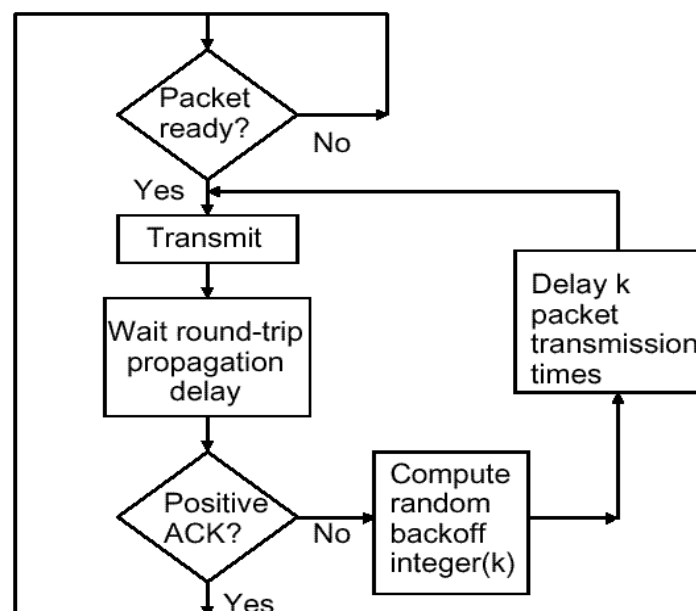 Packet
ready?
No
Yes
Transmit
Wait round-trip
propagation
delay
Delay k
packet
transmission
times
Positive
ACK?
No
Compute
random
backoff
integer(k)
Yes